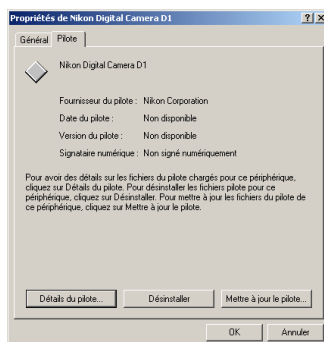 Propriétés de Nikon Digital Camera D1
Général Pilote
Nikon Digital Camera D1
Fournisseur du pilote : Nikon Corporation
Date du pilote : Non disponible
Version du pilote : Non disponible
Signataire numérique : Non signé numériquement
Pour avoir des détails sur les fichiers du pilote chargés pour ce périphérique,
cliquez sur Détails du pilote. Pour désinstaller les fichiers pilote pour ce
périphérique, cliquez sur Désinstaller. Pour mettre à jour les fichiers du pilote de
ce périphérique, cliquez sur Mettre à jour le pilote.
Détails du pilote... Désinstaller Mettre à jour le pilote...
OK Annuler